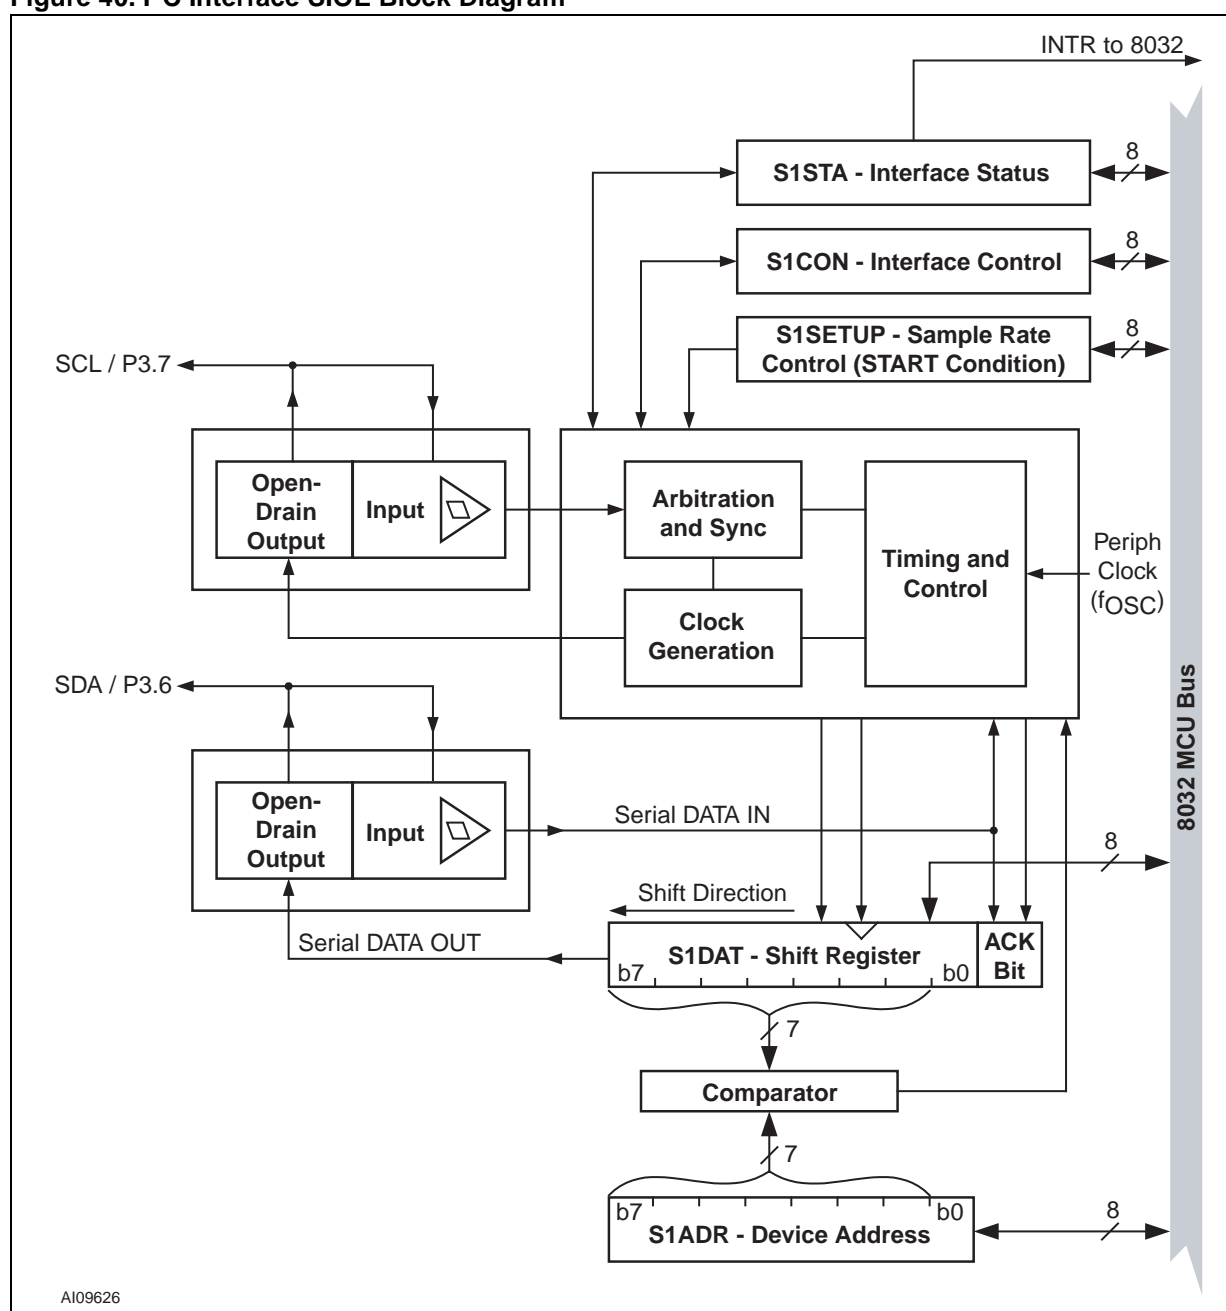 INTR to 8032
S1STA - Interface Status
8
S1CON - Interface Control
8
S1SETUP - Sample Rate
Control (START Condition)
8
SCL / P3.7
Open-
Drain
Output
Input
Arbitration
and Sync
Timing and
Control
Clock
Generation
Periph
Clock
(fOSC)
SDA / P3.6
Open-
Drain
Output
Input
Serial DATA IN
8032 MCU Bus
8
Shift Direction
Serial DATA OUT
S1DAT - Shift Register
b7
b0
ACK
Bit
7
Comparator
7
b7
b0
S1ADR - Device Address
8
AI09626